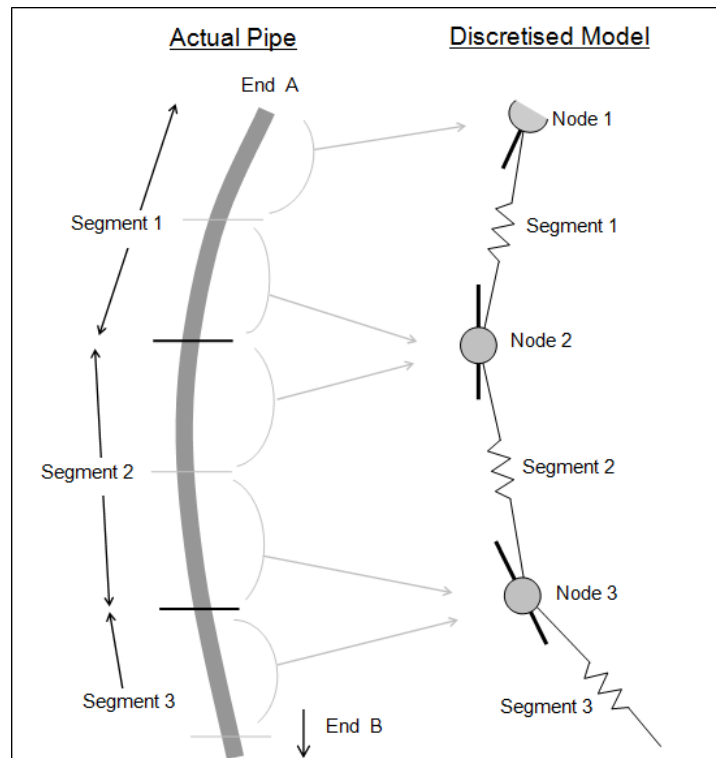 Actual Pipe
Discretised Model
End A
Node 1
Segment 1
Segment 1
Node 2
Segment 2
Segment 2
Node 3
Segment 3
Segment 3
End B